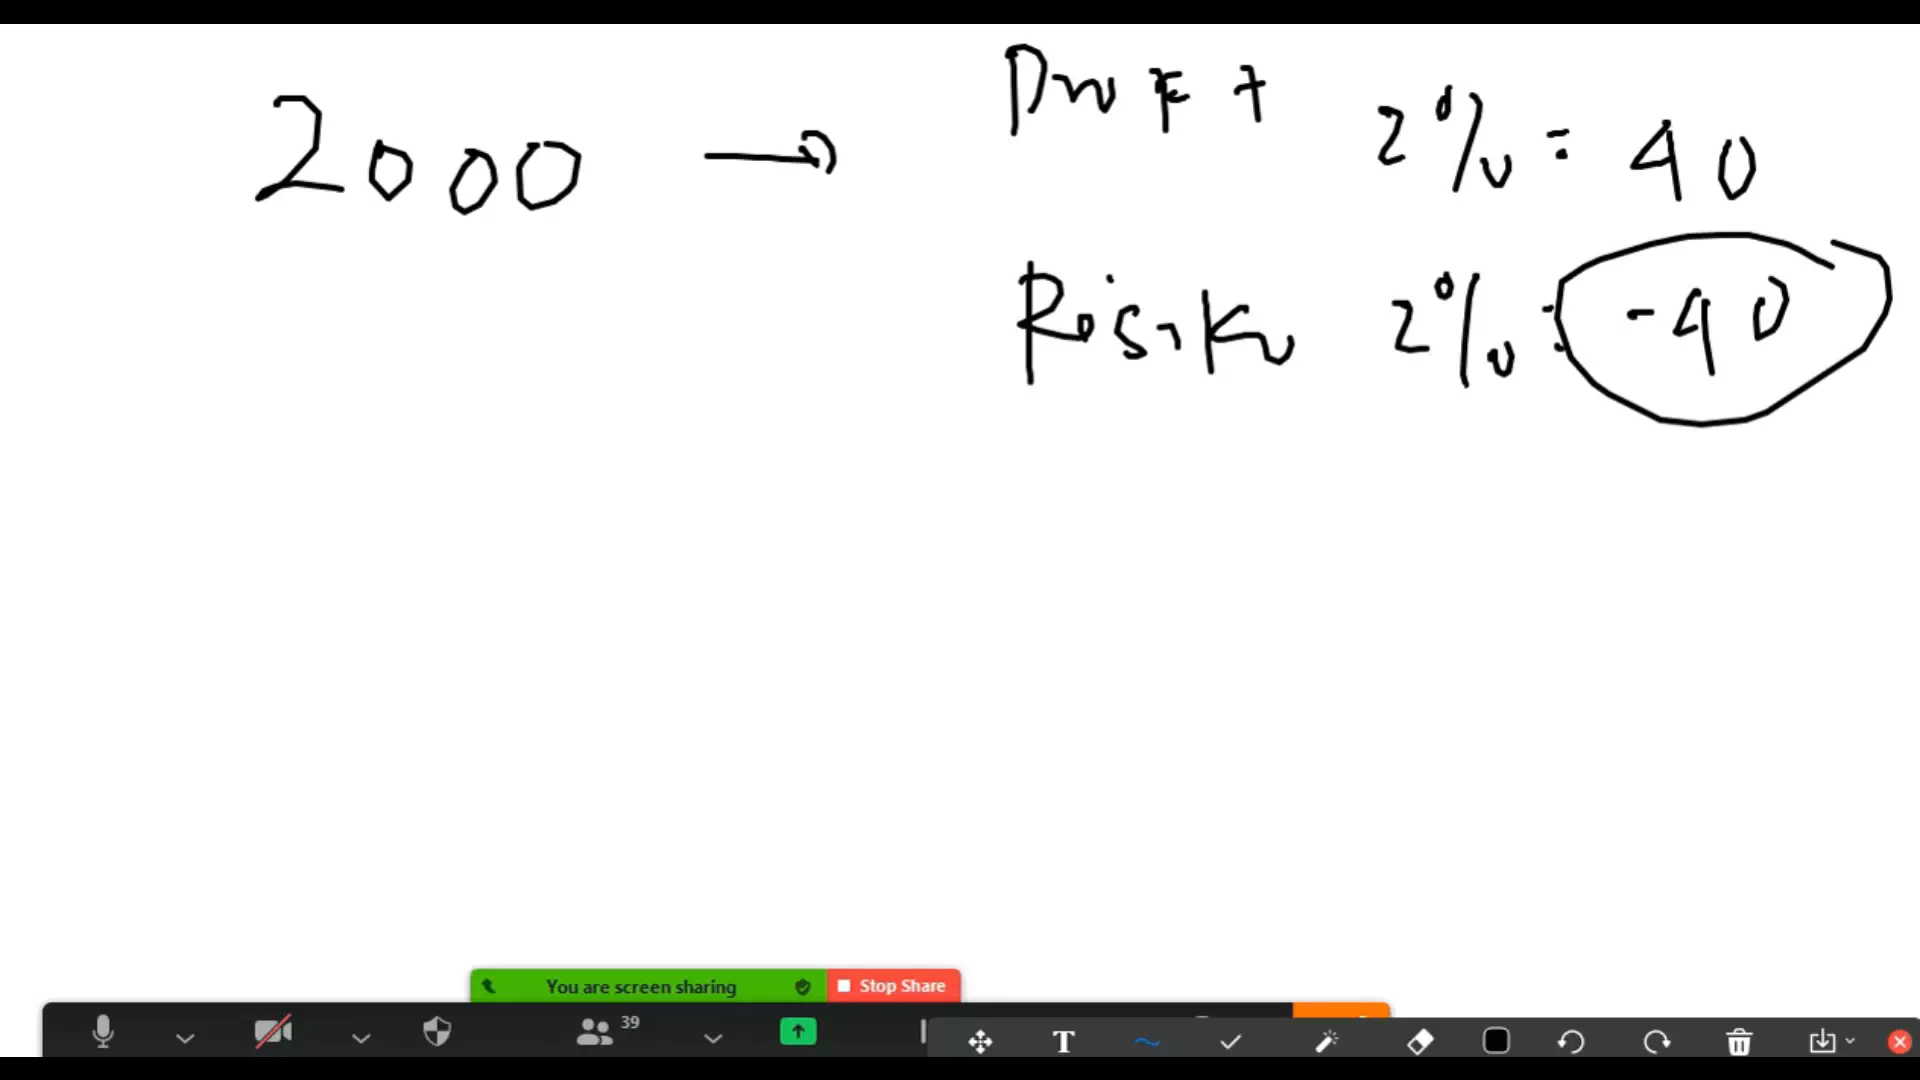 2000 → Profit 2% = 40
Risk 2% = -40
You are screen sharing
Stop Share
39
T